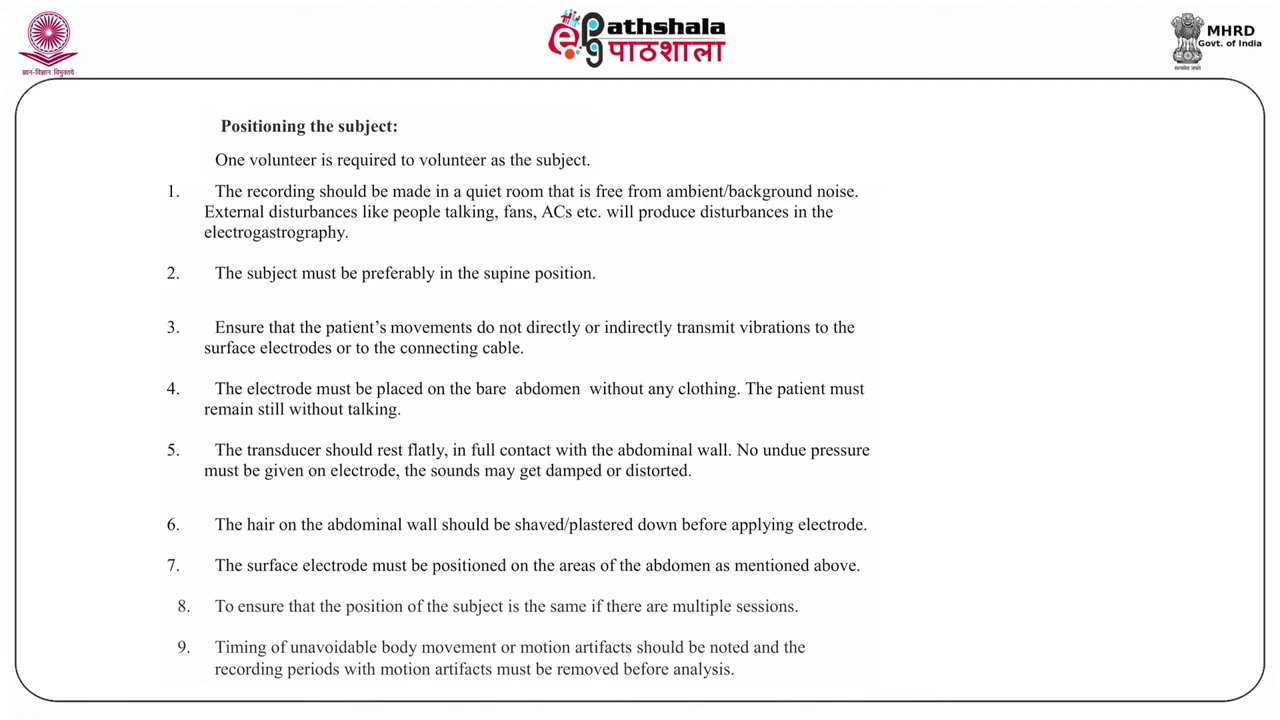 ज्ञान-विज्ञान विमुक्तये
ePG Pathshala
पाठशाला
MHRD
Govt. of India
सत्यमेव जयते
Positioning the subject:
One volunteer is required to volunteer as the subject.
1. The recording should be made in a quiet room that is free from ambient/background noise.
External disturbances like people talking, fans, ACs etc. will produce disturbances in the
electrogastrography.
2. The subject must be preferably in the supine position.
3. Ensure that the patient's movements do not directly or indirectly transmit vibrations to the
surface electrodes or to the connecting cable.
4. The electrode must be placed on the bare abdomen without any clothing. The patient must
remain still without talking.
5. The transducer should rest flatly, in full contact with the abdominal wall. No undue pressure
must be given on electrode, the sounds may get damped or distorted.
6. The hair on the abdominal wall should be shaved/plastered down before applying electrode.
7. The surface electrode must be positioned on the areas of the abdomen as mentioned above.
8. To ensure that the position of the subject is the same if there are multiple sessions.
9. Timing of unavoidable body movement or motion artifacts should be noted and the
recording periods with motion artifacts must be removed before analysis.